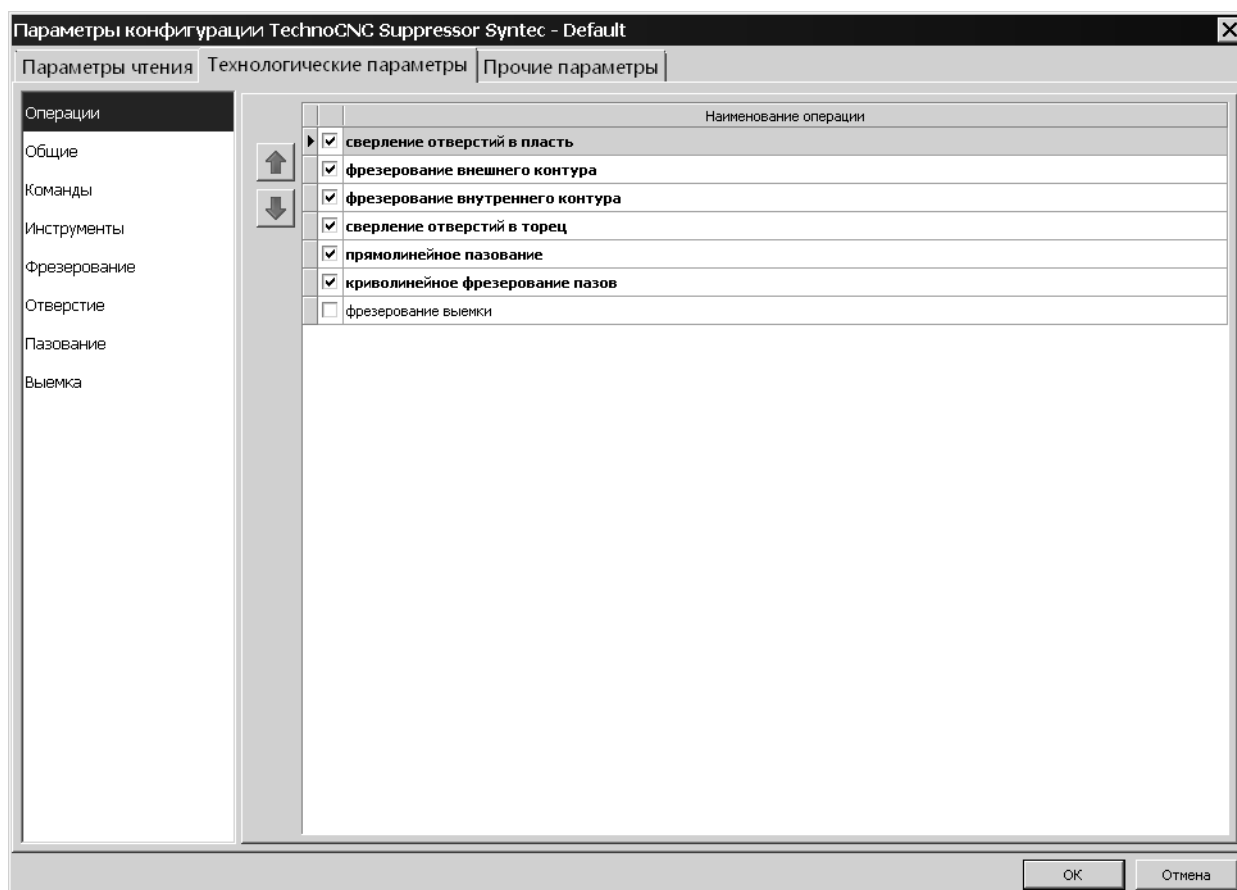 Параметры конфигурации TechnoCNC Suppressor Syntec - Default
Параметры чтения Технологические параметры Прочие параметры
Операции
Общие
Команды
Инструменты
Фрезерование
Отверстие
Пазование
Выемка
Наименование операции
сверление отверстий в пласть
фрезерование внешнего контура
фрезерование внутреннего контура
сверление отверстий в торец
прямолинейное пазование
криволинейное фрезерование пазов
фрезерование выемки
ОК Отмена